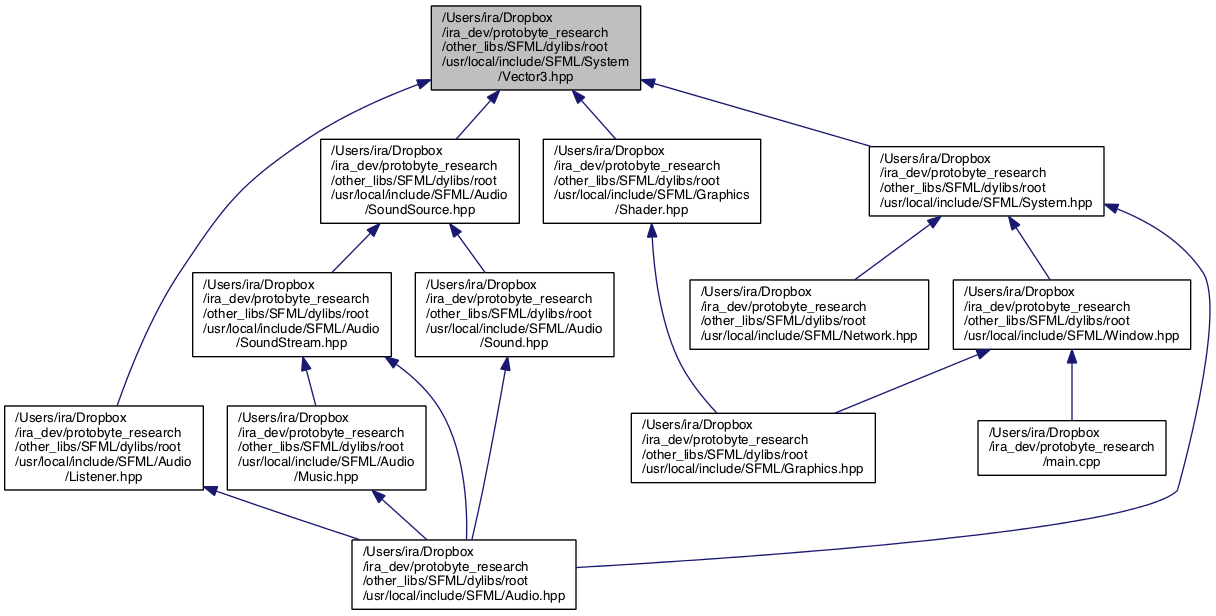 /Users/ira/Dropbox
/ira_dev/protobyte_research
/other_libs/SFML/dylibs/root
/usr/local/include/SFML/System
/Vector3.hpp
/Users/ira/Dropbox
/ira_dev/protobyte_research
/other_libs/SFML/dylibs/root
/usr/local/include/SFML/Audio
/SoundSource.hpp
/Users/ira/Dropbox
/ira_dev/protobyte_research
/other_libs/SFML/dylibs/root
/usr/local/include/SFML/Graphics
/Shader.hpp
/Users/ira/Dropbox
/ira_dev/protobyte_research
/other_libs/SFML/dylibs/root
/usr/local/include/SFML/System.hpp
/Users/ira/Dropbox
/ira_dev/protobyte_research
/other_libs/SFML/dylibs/root
/usr/local/include/SFML/Audio
/SoundStream.hpp
/Users/ira/Dropbox
/ira_dev/protobyte_research
/other_libs/SFML/dylibs/root
/usr/local/include/SFML/Audio
/Sound.hpp
/Users/ira/Dropbox
/ira_dev/protobyte_research
/other_libs/SFML/dylibs/root
/usr/local/include/SFML/Network.hpp
/Users/ira/Dropbox
/ira_dev/protobyte_research
/other_libs/SFML/dylibs/root
/usr/local/include/SFML/Window.hpp
/Users/ira/Dropbox
/ira_dev/protobyte_research
/other_libs/SFML/dylibs/root
/usr/local/include/SFML/Audio
/Listener.hpp
/Users/ira/Dropbox
/ira_dev/protobyte_research
/other_libs/SFML/dylibs/root
/usr/local/include/SFML/Audio
/Music.hpp
/Users/ira/Dropbox
/ira_dev/protobyte_research
/other_libs/SFML/dylibs/root
/usr/local/include/SFML/Graphics.hpp
/Users/ira/Dropbox
/ira_dev/protobyte_research
/main.cpp
/Users/ira/Dropbox
/ira_dev/protobyte_research
/other_libs/SFML/dylibs/root
/usr/local/include/SFML/Audio.hpp